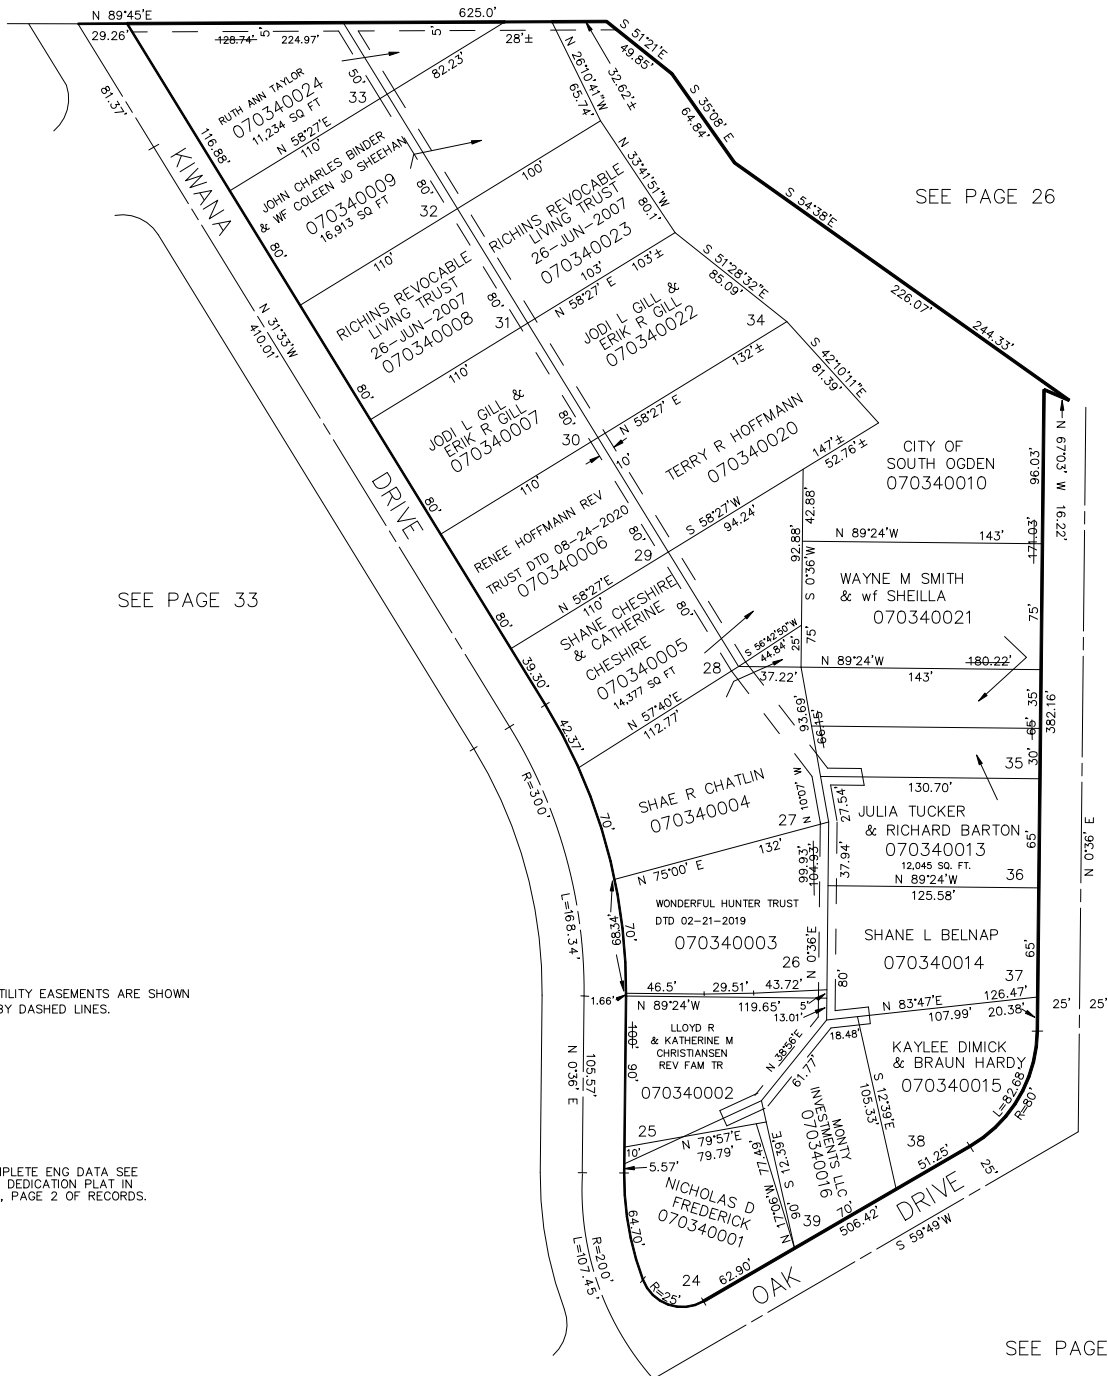 N 89°45'E
625.0'
29.26'
128.74'
5'
224.97'
5'
28'±
S 51°21'E
49.85'
32.62'±
N 26°10'41"W
65.74'
S 35°08' E
64.84'
81.37'
116.88'
RUTH ANN TAYLOR
070340024
11,234 SQ FT
50'
33
82.23'
N 58°27'E
110'
KIWANA
JOHN CHARLES BINDER
& WF COLEEN JO SHEEHAN
070340009
16,913 SQ FT
80'
32
80'
100'
N 33°41'51"W
80.1'
S 54°38'E
226.07'
244.33'
SEE PAGE 26
110'
RICHINS REVOCABLE
LIVING TRUST
26-JUN-2007
070340023
103'
103'±
N 58°27' E
S 51°28'32"E
85.09'
RICHINS REVOCABLE
LIVING TRUST
26-JUN-2007
070340008
80'
31
80'
N 31°33'W
410.01'
JODI L GILL &
ERIK R GILL
070340022
34
132'±
N 58°27' E
S 42°10'11"E
81.39'
110'
JODI L GILL &
ERIK R GILL
070340007
80'
30
80'
10'
110'
TERRY R HOFFMANN
070340020
147'±
52.76'±
S 58°27'W
94.24'
CITY OF
SOUTH OGDEN
070340010
96.03'
N 67°03' W 16.22'
42.88'
92.88'
N 89°24'W
143'
171.03'
DRIVE
RENEE HOFFMANN REV
TRUST DTD 08-24-2020
070340006
80'
29
80'
N 58°27'E
110'
S 0°36'W
WAYNE M SMITH
& wf SHEILLA
070340021
75'
75'
SEE PAGE 33
SHANE CHESHIRE
& CATHERINE
CHESHIRE
070340005
14,377 SQ FT
80'
28
39.30'
S 56°42'50"W
44.84'
25'
37.22'
N 89°24'W
180.22'
143'
42.37'
N 57°40'E
112.77'
93.69'
66.15'
35'
65'
30'
382.16'
35
130.70'
R=300'
SHAE R CHATLIN
070340004
27
N 10°07' W
27.54'
70'
N 75°00' E
132'
JULIA TUCKER
& RICHARD BARTON
070340013
12,045 SQ. FT.
65'
36
N 89°24'W
125.58'
99.93'
104.93'
37.94'
N 0°36' E
L=168.34'
68.34'
70'
WONDERFUL HUNTER TRUST
DTD 02-21-2019
070340003
26
N 0°36'E
80'
SHANE L BELNAP
070340014
65'
37
TILITY EASEMENTS ARE SHOWN
BY DASHED LINES.
1.66'
46.5'
29.51'
43.72'
N 89°24'W
119.65'
5'
13.01'
N 83°47'E
126.47'
107.99'
20.38'
25'
25'
100'
90'
LLOYD R
& KATHERINE M
CHRISTIANSEN
REV FAM TR
070340002
25
N 38°56'E
61.77'
18.48'
KAYLEE DIMICK
& BRAUN HARDY
070340015
38
L=82.68'
R=80'
N 0°36' E
105.57'
S 12°39'E
105.33'
MONTY
INVESTMENTS LLC
070340016
39
10'
N 79°57'E
79.79'
5.57'
N 17°06'W 77.49'
S 12.39'E
90'
51.25'
25'
MPLETE ENG DATA SEE
DEDICATION PLAT IN
, PAGE 2 OF RECORDS.
NICHOLAS D
FREDERICK
070340001
64.70'
70'
506.42'
DRIVE
S 59°49'W
R=200'
L=107.45'
R=25'
24
62.90'
OAK
SEE PAGE